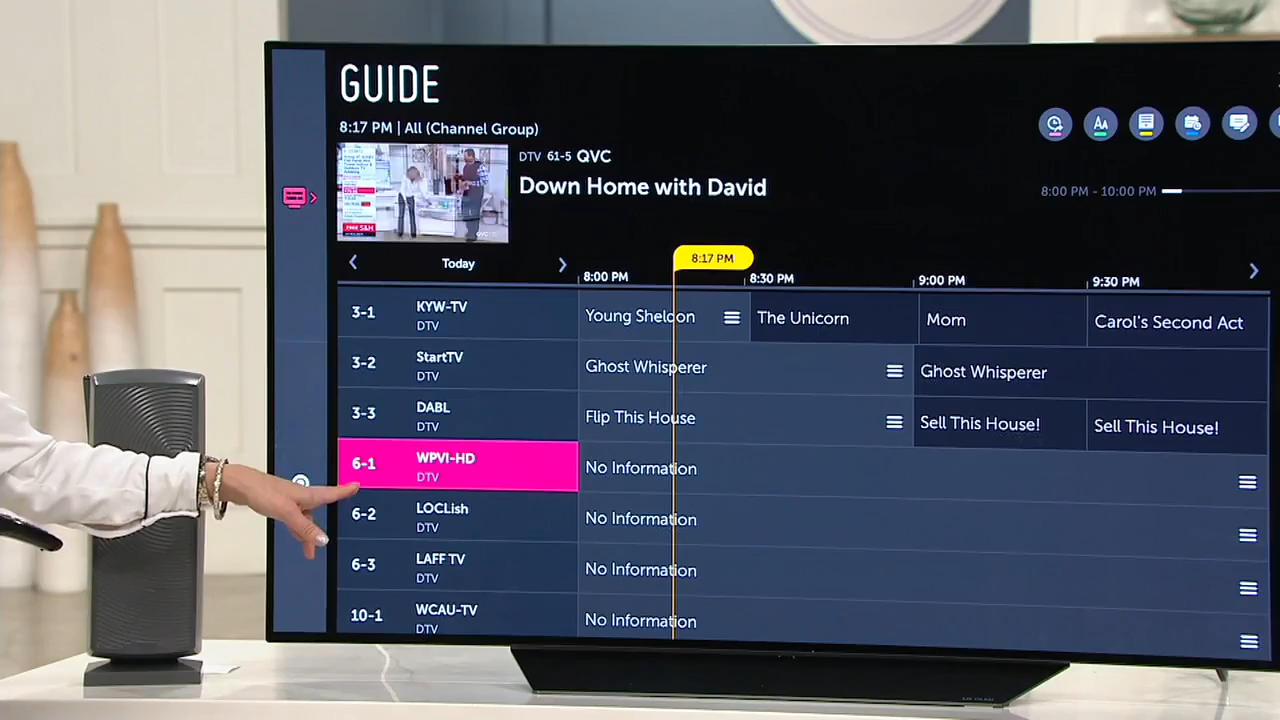 GUIDE
8:17 PM | All (Channel Group)
DTV 61-5 QVC
Down Home with David
8:00 PM - 10:00 PM
FREE S&H
QVC
Today
8:17 PM
8:00 PM
8:30 PM
9:00 PM
9:30 PM
3-1 KYW-TV
DTV
Young Sheldon
The Unicorn
Mom
Carol's Second Act
3-2 StartTV
DTV
Ghost Whisperer
Ghost Whisperer
3-3 DABL
DTV
Flip This House
Sell This House!
Sell This House!
6-1 WPVI-HD
DTV
No Information
6-2 LOCLish
DTV
No Information
6-3 LAFF TV
DTV
No Information
10-1 WCAU-TV
DTV
No Information